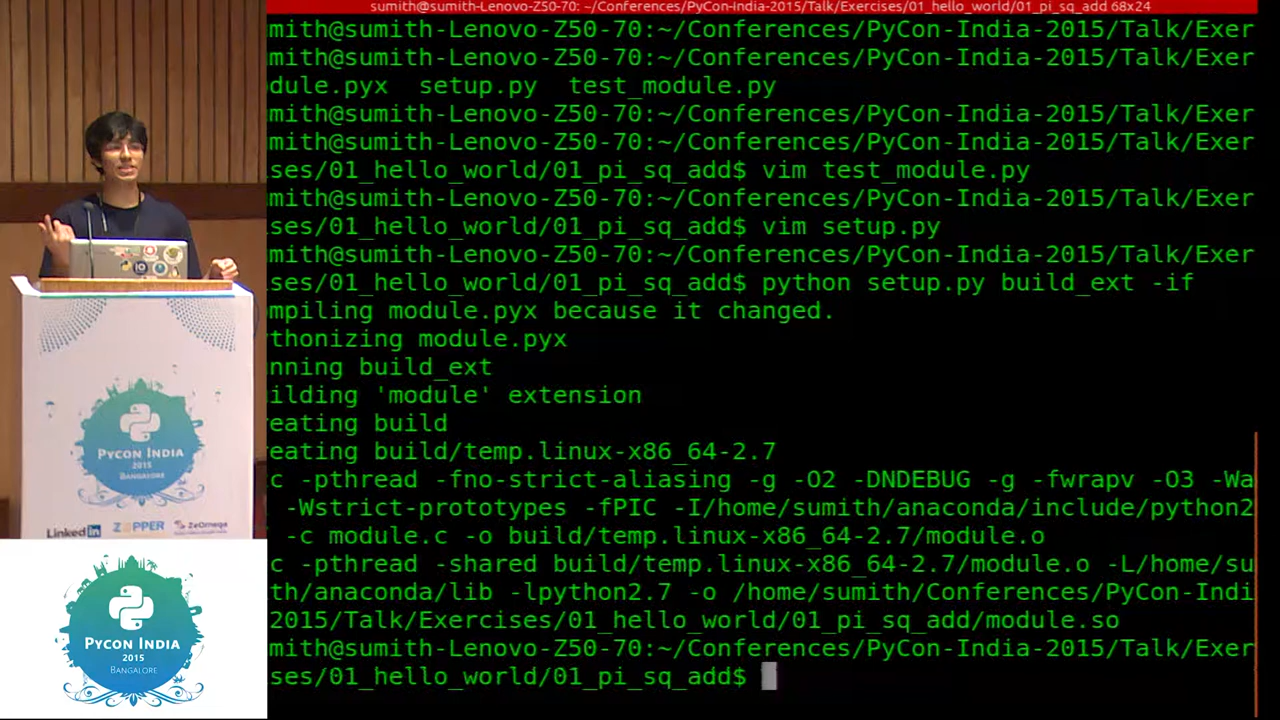 sumith@sumith-Lenovo-Z50-70: ~/Conferences/PyCon-India-2015/Talk/Exercises/01_hello_world/01_pi_sq_add 68x24
mith@sumith-Lenovo-Z50-70:~/Conferences/PyCon-India-2015/Talk/Exer
mith@sumith-Lenovo-Z50-70:~/Conferences/PyCon-India-2015/Talk/Exer
dule.pyx setup.py test_module.py
mith@sumith-Lenovo-Z50-70:~/Conferences/PyCon-India-2015/Talk/Exer
mith@sumith-Lenovo-Z50-70:~/Conferences/PyCon-India-2015/Talk/Exer
ses/01_hello_world/01_pi_sq_add$ vim test_module.py
mith@sumith-Lenovo-Z50-70:~/Conferences/PyCon-India-2015/Talk/Exer
ses/01_hello_world/01_pi_sq_add$ vim setup.py
mith@sumith-Lenovo-Z50-70:~/Conferences/PyCon-India-2015/Talk/Exer
ses/01_hello_world/01_pi_sq_add$ python setup.py build_ext -if
mpiling module.pyx because it changed.
thonizing module.pyx
nning build_ext
ilding 'module' extension
eating build
eating build/temp.linux-x86_64-2.7
c -pthread -fno-strict-aliasing -g -O2 -DNDEBUG -g -fwrapv -O3 -Wa
-Wstrict-prototypes -fPIC -I/home/sumith/anaconda/include/python2
-c module.c -o build/temp.linux-x86_64-2.7/module.o
c -pthread -shared build/temp.linux-x86_64-2.7/module.o -L/home/su
th/anaconda/lib -lpython2.7 -o /home/sumith/Conferences/PyCon-Indi
2015/Talk/Exercises/01_hello_world/01_pi_sq_add/module.so
mith@sumith-Lenovo-Z50-70:~/Conferences/PyCon-India-2015/Talk/Exer
ses/01_hello_world/01_pi_sq_add$
PYCON INDIA
2015
BANGALORE
LinkedIn ZOPPER ZeOmega
PYCON INDIA
2015
BANGALORE